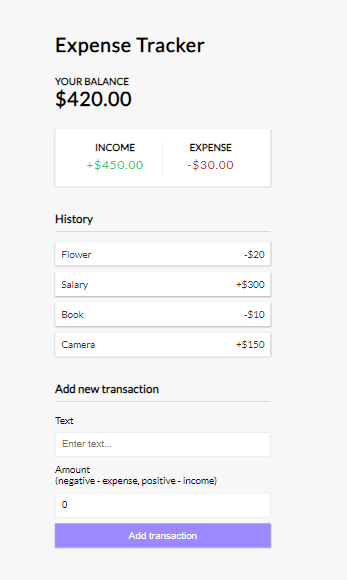 Expense Tracker
YOUR BALANCE
$420.00
INCOME EXPENSE
+$450.00 -$30.00
History
Flower -$20
Salary +$300
Book -$10
Camera +$150
Add new transaction
Text
Enter text...
Amount
(negative - expense, positive - income)
0
Add transaction